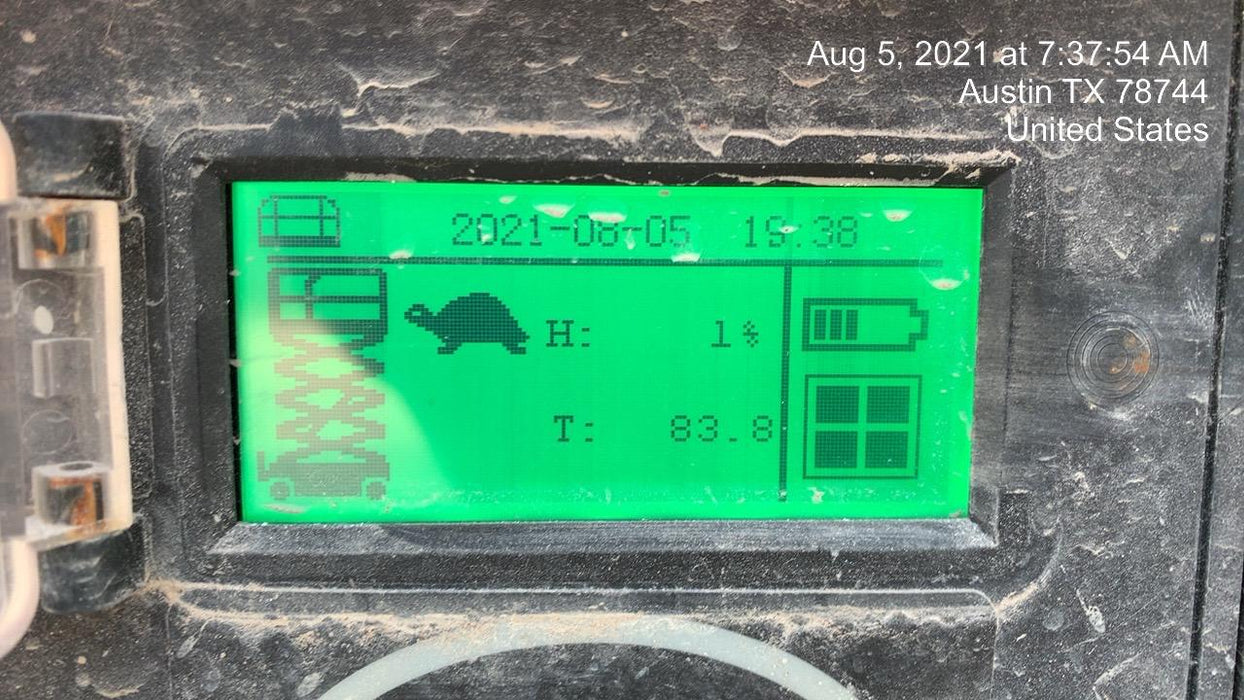 Aug 5, 2021 at 7:37:54 AM
Austin TX 78744
United States
2021-08-05 19:38
H: 1%
T: 83.8